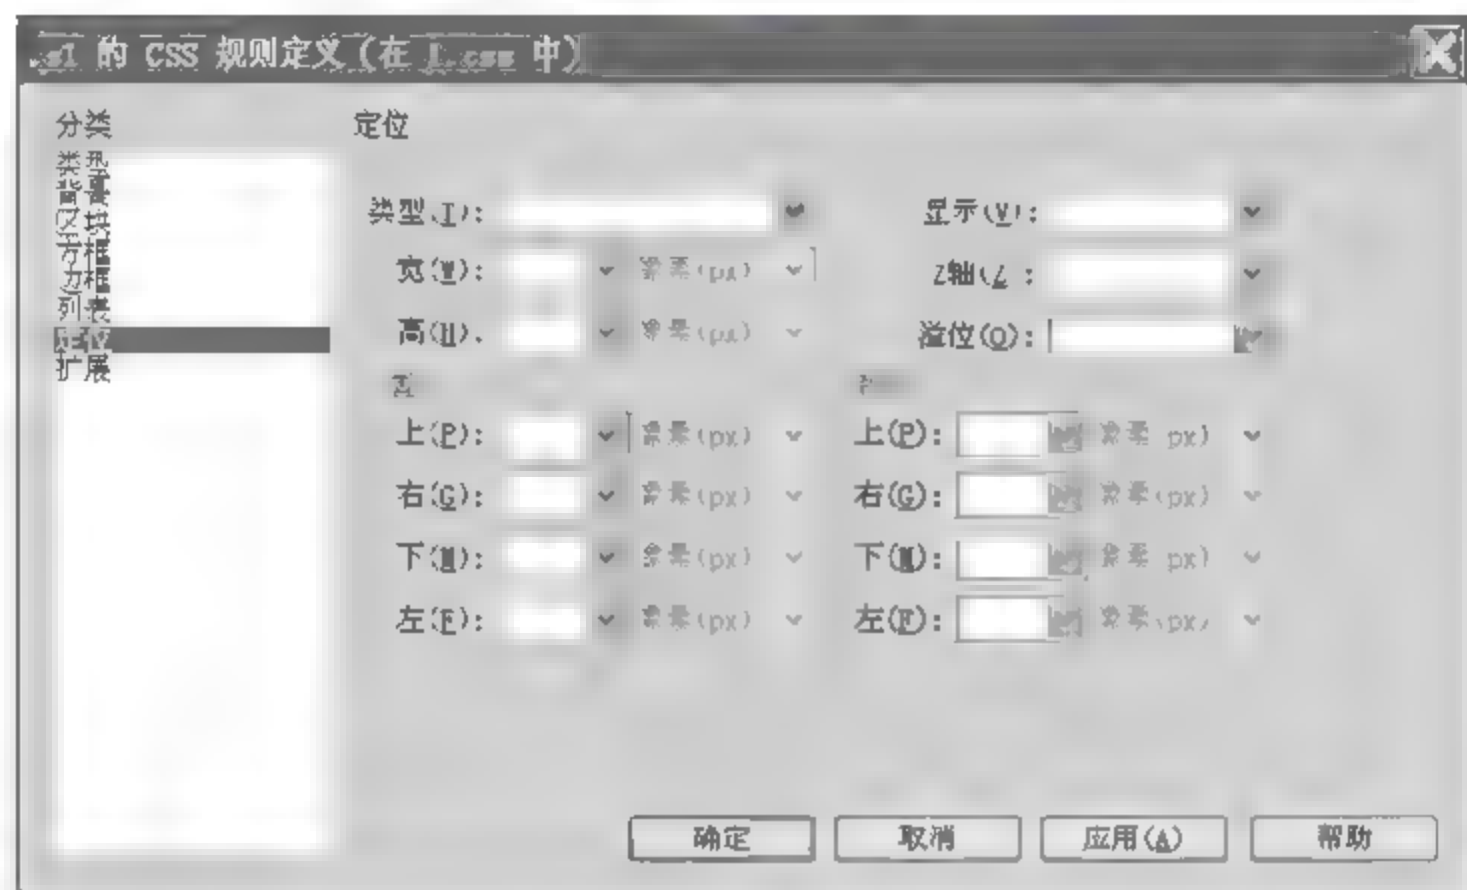 .s1 的 CSS 规则定义(在 1.css 中)
分类
类型
背景
区块
方框
边框
列表
定位
扩展
定位
类型(T): 显示(V):
宽(W): 像素(px) Z轴(Z):
高(H): 像素(px) 溢位(O):
上(P): 像素(px) 上(P): 像素(px)
右(G): 像素(px) 右(G): 像素(px)
下(M): 像素(px) 下(M): 像素(px)
左(F): 像素(px) 左(F): 像素(px)
确定 取消 应用(A) 帮助